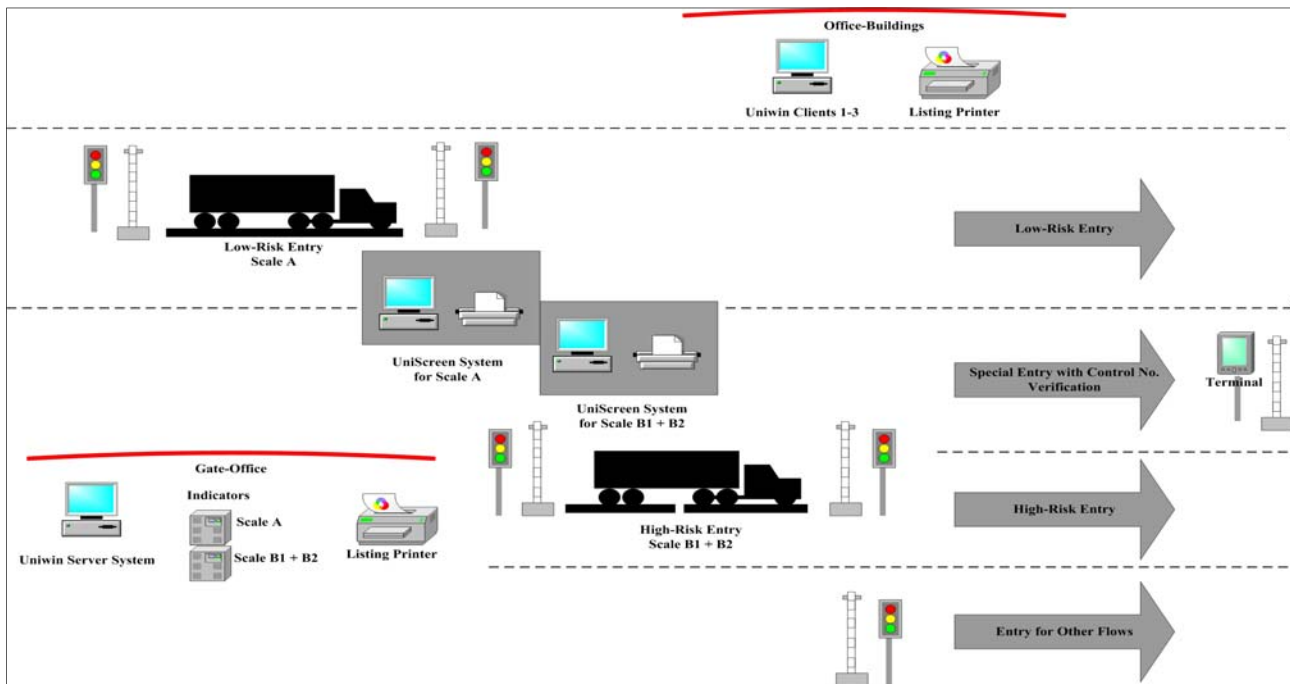 Office-Buildings
Uniwin Clients 1-3
Listing Printer
Low-Risk Entry
Scale A
Low-Risk Entry
UniScreen System
for Scale A
UniScreen System
for Scale B1 + B2
Special Entry with Control No.
Verification
Terminal
Gate-Office
Indicators
Scale A
Scale B1 + B2
Uniwin Server System
Listing Printer
High-Risk Entry
Scale B1 + B2
High-Risk Entry
Entry for Other Flows